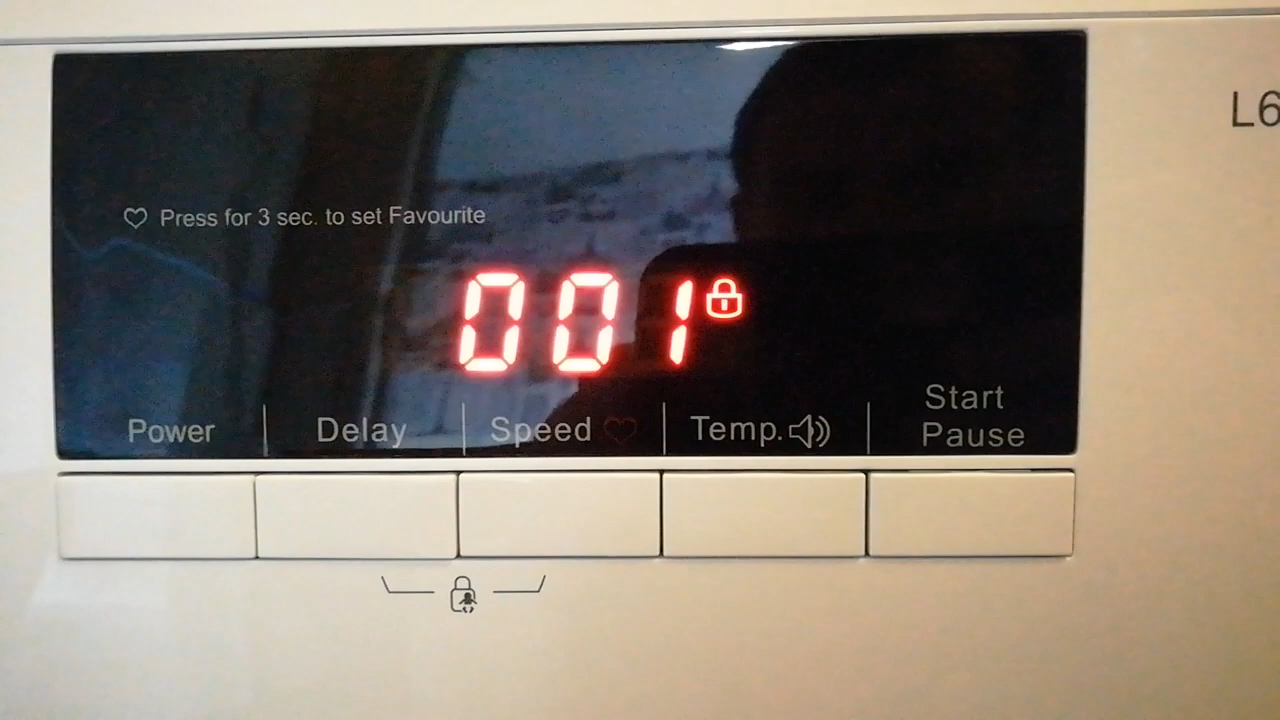 L6
Press for 3 sec. to set Favourite
001
Power
Delay
Speed
Temp.
Start
Pause